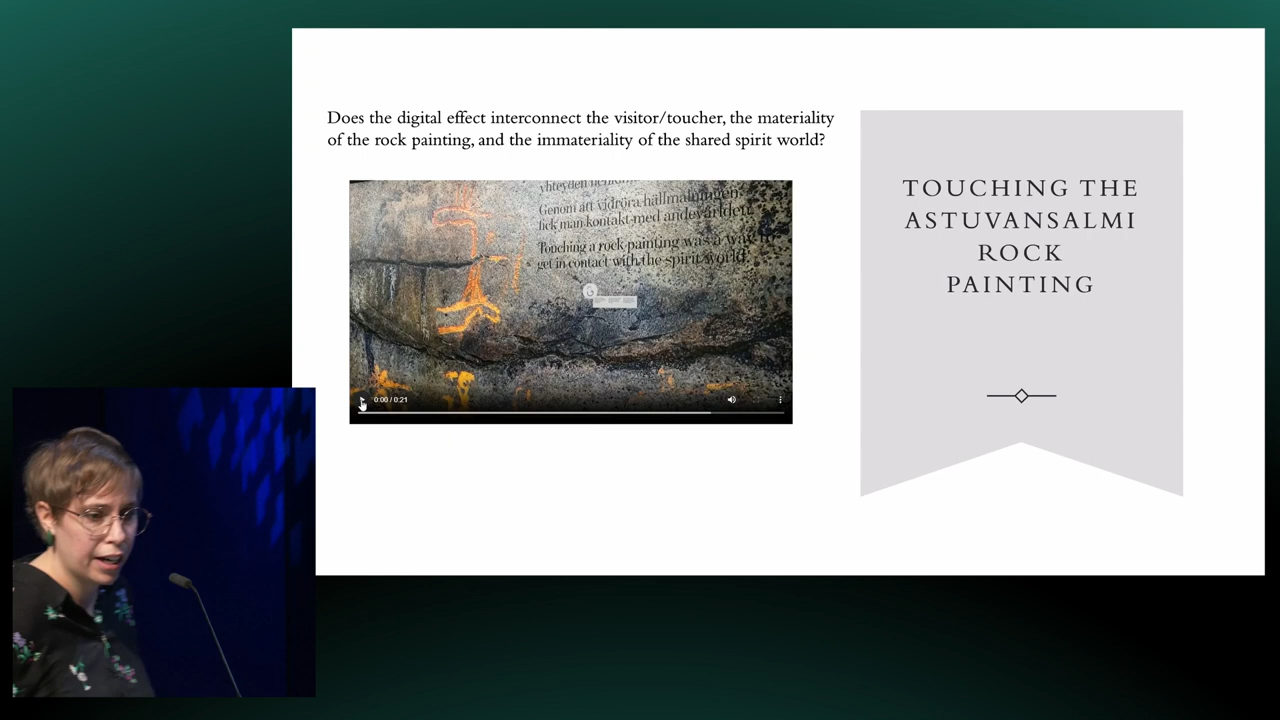 Does the digital effect interconnect the visitor/toucher, the materiality
of the rock painting, and the immateriality of the shared spirit world?
TOUCHING THE
ASTUVANSALMI
ROCK
PAINTING
yhteyden
Genom att vidröra hällmålningen
fick man kontakt med andevärlden.
Touching a rock painting was a way to
get in contact with the spirit world.
0:00 / 0:21